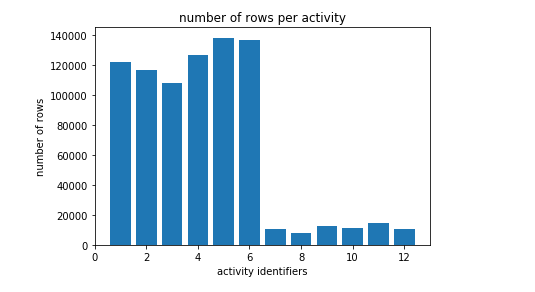 number of rows per activity
140000
120000
100000
80000
60000
40000
20000
0
number of rows
0 2 4 6 8 10 12
activity identifiers